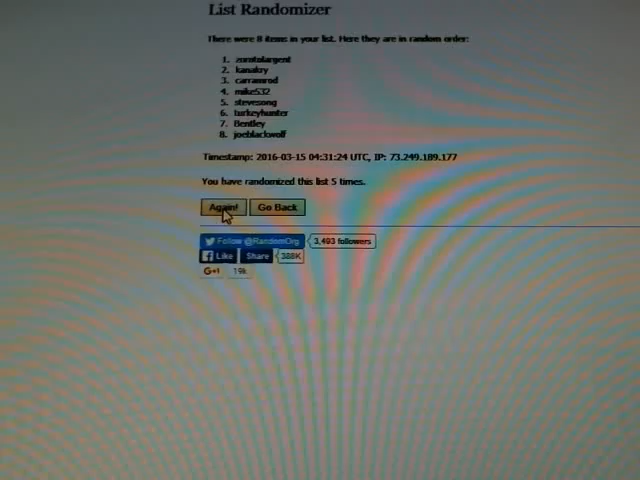 List Randomizer
There were 8 items in your list. Here they are in random order:
1. zorotolargent
2. kanakry
3. carramrod
4. mike532
5. stevesong
6. turkeyhunter
7. Bentley
8. joeblackwolf
Timestamp: 2016-03-15 04:31:24 UTC, IP: 73.249.189.177
You have randomized this list 5 times.
Again! Go Back
Follow @RandomOrg 3,493 followers
Like Share 388K
G+1 19k